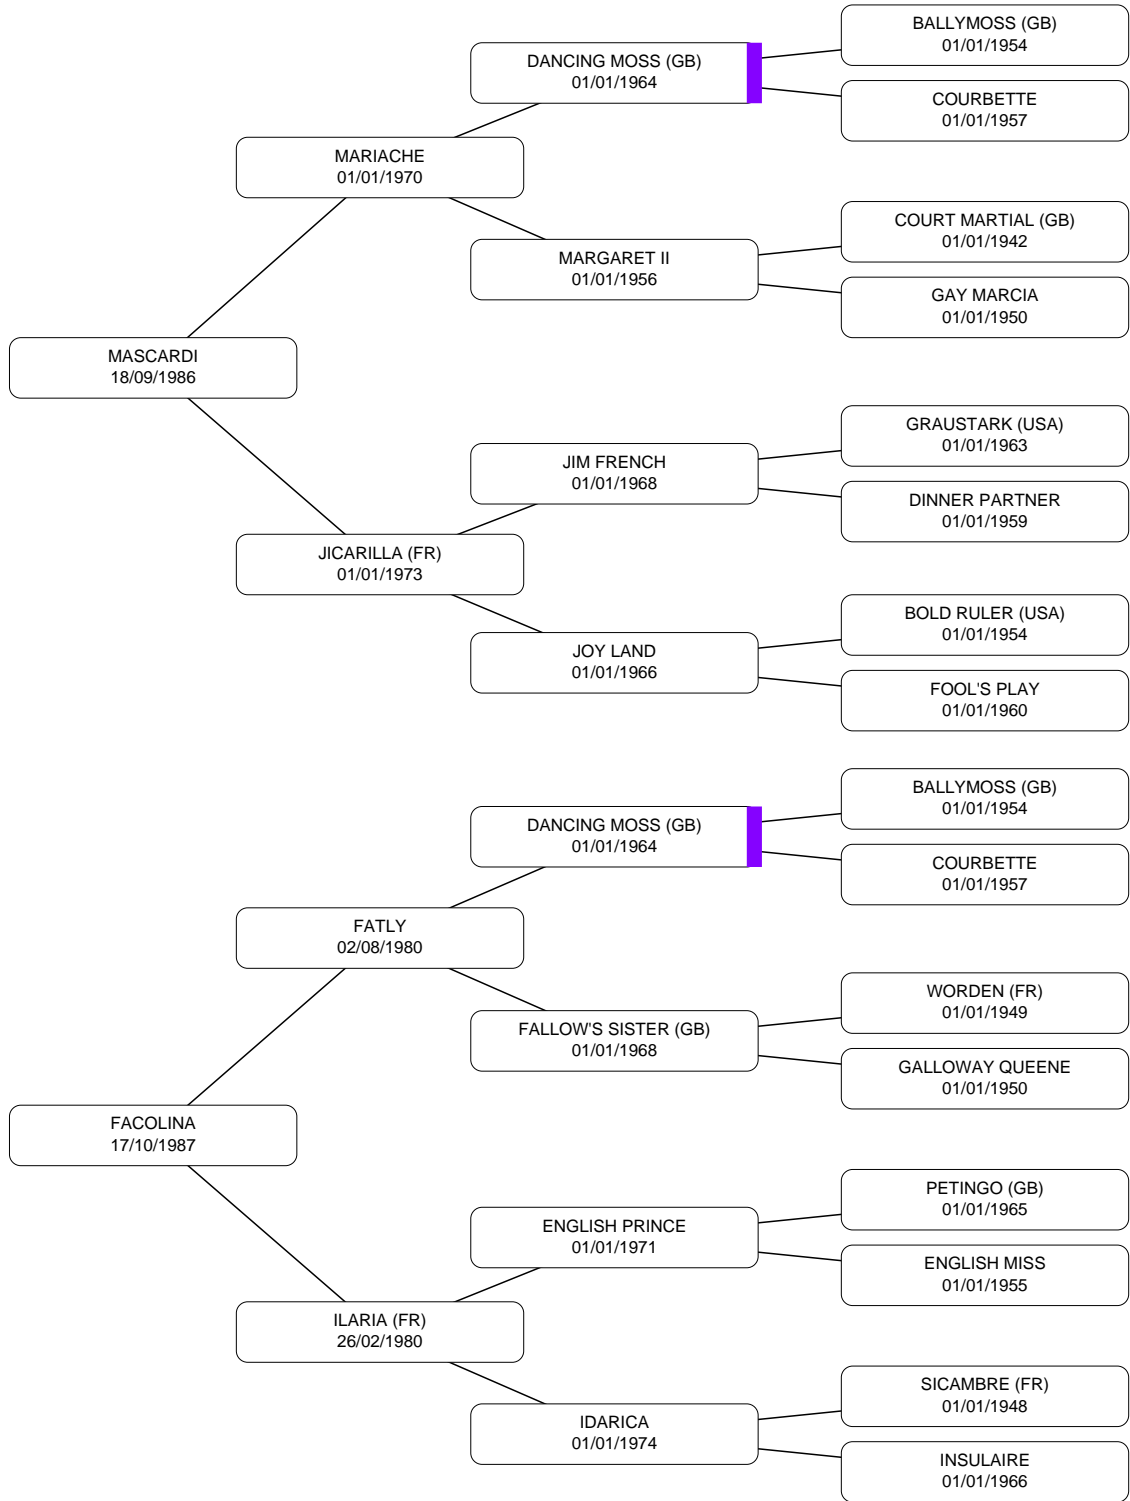 BALLYMOSS (GB)
01/01/1954
DANCING MOSS (GB)
01/01/1964
COURBETTE
01/01/1957
MARIACHE
01/01/1970
COURT MARTIAL (GB)
01/01/1942
MARGARET II
01/01/1956
GAY MARCIA
01/01/1950
MASCARDI
18/09/1986
GRAUSTARK (USA)
01/01/1963
JIM FRENCH
01/01/1968
DINNER PARTNER
01/01/1959
JICARILLA (FR)
01/01/1973
BOLD RULER (USA)
01/01/1954
JOY LAND
01/01/1966
FOOL'S PLAY
01/01/1960
BALLYMOSS (GB)
01/01/1954
DANCING MOSS (GB)
01/01/1964
COURBETTE
01/01/1957
FATLY
02/08/1980
WORDEN (FR)
01/01/1949
FALLOW'S SISTER (GB)
01/01/1968
GALLOWAY QUEENE
01/01/1950
FACOLINA
17/10/1987
PETINGO (GB)
01/01/1965
ENGLISH PRINCE
01/01/1971
ENGLISH MISS
01/01/1955
ILARIA (FR)
26/02/1980
SICAMBRE (FR)
01/01/1948
IDARICA
01/01/1974
INSULAIRE
01/01/1966